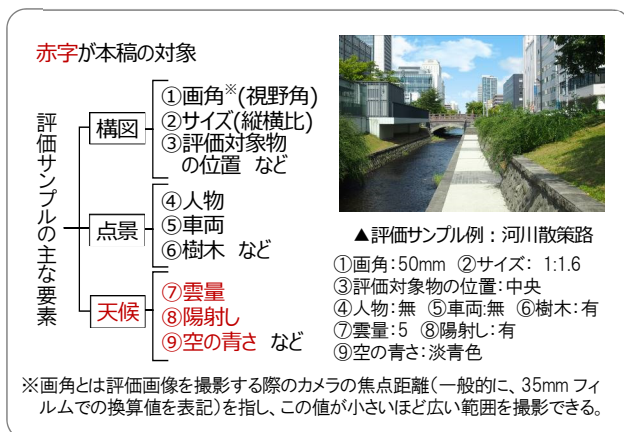 赤字が本稿の対象
評価サンプルの主な要素
構図
①画角※(視野角)
②サイズ(縦横比)
③評価対象物
の位置 など
点景
④人物
⑤車両
⑥樹木 など
天候
⑦雲量
⑧陽射し
⑨空の青さ など
▲評価サンプル例：河川散策路
①画角：50mm ②サイズ： 1:1.6
③評価対象物の位置：中央
④人物：無 ⑤車両:無 ⑥樹木：有
⑦雲量：5 ⑧陽射し：有
⑨空の青さ：淡青色
※画角とは評価画像を撮影する際のカメラの焦点距離(一般的に、35mm フィ
ルムでの換算値を表記)を指し、この値が小さいほど広い範囲を撮影できる。